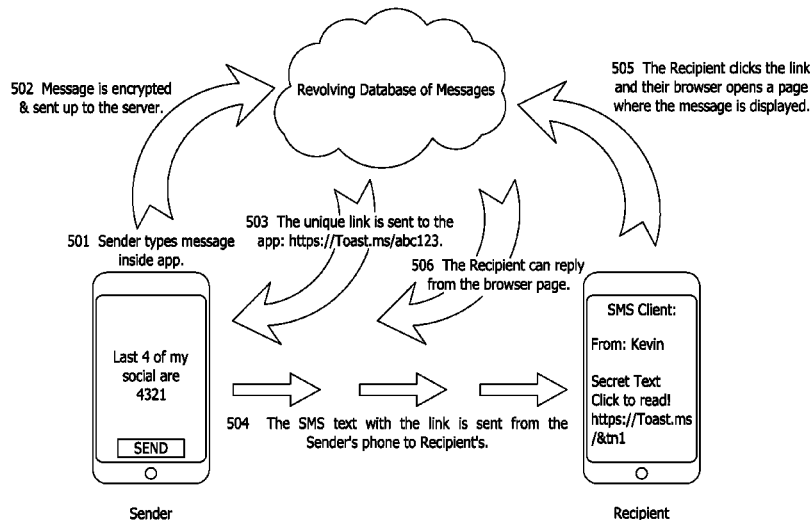 502 Message is encrypted
& sent up to the server.
Revolving Database of Messages
505 The Recipient clicks the link
and their browser opens a page
where the message is displayed.
501 Sender types message
inside app.
503 The unique link is sent to the
app: https://Toast.ms/abc123.
506 The Recipient can reply
from the browser page.
Last 4 of my
social are
4321
SEND
504 The SMS text with the link is sent from the
Sender's phone to Recipient's.
SMS Client:
From: Kevin
Secret Text
Click to read!
https://Toast.ms
/&tn1
Sender
Recipient